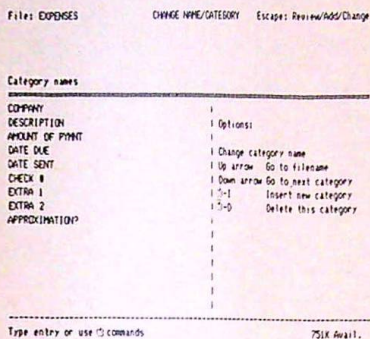 File: EXPENSES CHANGE NAME/CATEGORY Escape: Review/Add/Change
Category names
COMPANY
DESCRIPTION Options:
AMOUNT OF PYMNT
DATE DUE Change category name
DATE SENT Up arrow Go to filename
CHECK # Down arrow Go to next category
EXTRA 1 -I Insert new category
EXTRA 2 -D Delete this category
APPROXIMATION?
Type entry or use commands 751K Avail.